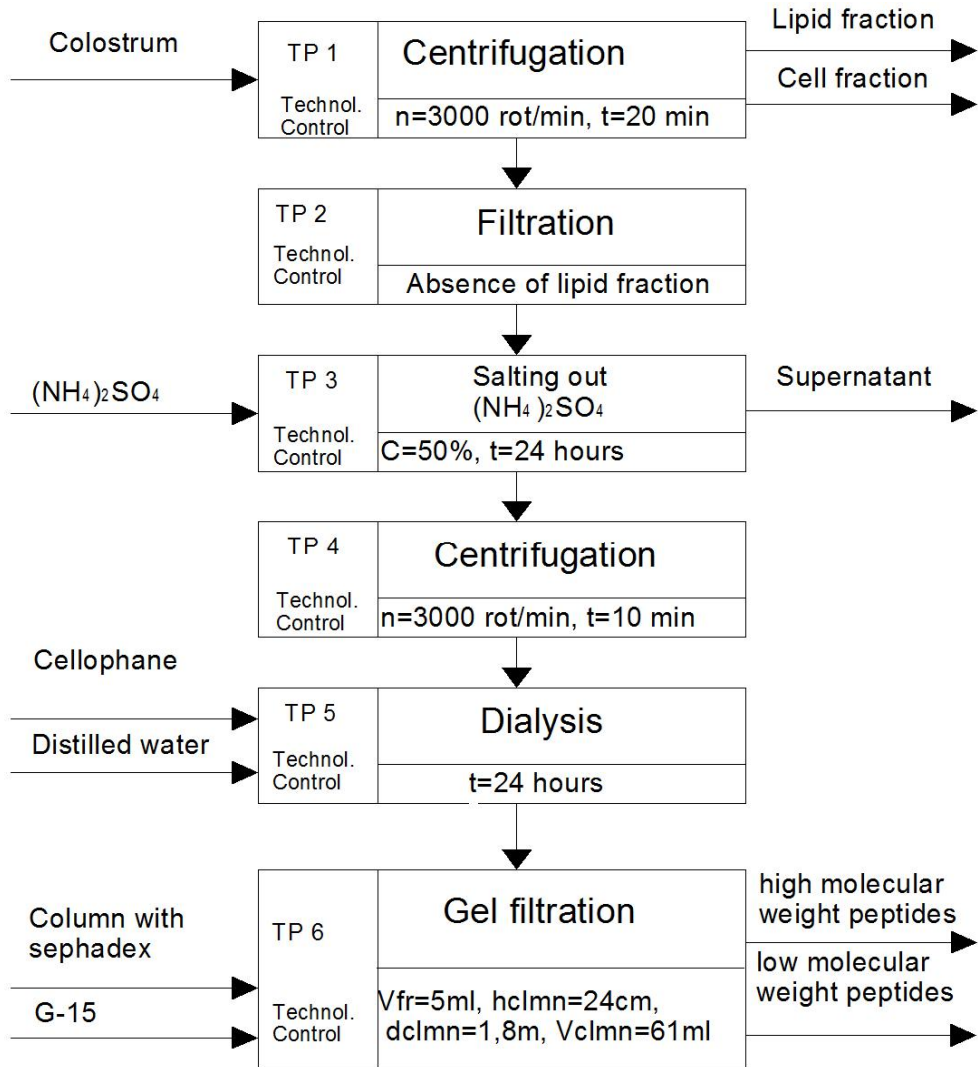 Colostrum
TP 1
Technol.
Control
Centrifugation
n=3000 rot/min, t=20 min
Lipid fraction
Cell fraction
TP 2
Technol.
Control
Filtration
Absence of lipid fraction
(NH₄)₂SO₄
TP 3
Technol.
Control
Salting out
(NH₄)₂SO₄
C=50%, t=24 hours
Supernatant
TP 4
Technol.
Control
Centrifugation
n=3000 rot/min, t=10 min
Cellophane
Distilled water
TP 5
Technol.
Control
Dialysis
t=24 hours
Column with
sephadex
G-15
TP 6
Technol.
Control
Gel filtration
Vfr=5ml, hclmn=24cm,
dclmn=1,8m, Vclmn=61ml
high molecular
weight peptides
low molecular
weight peptides